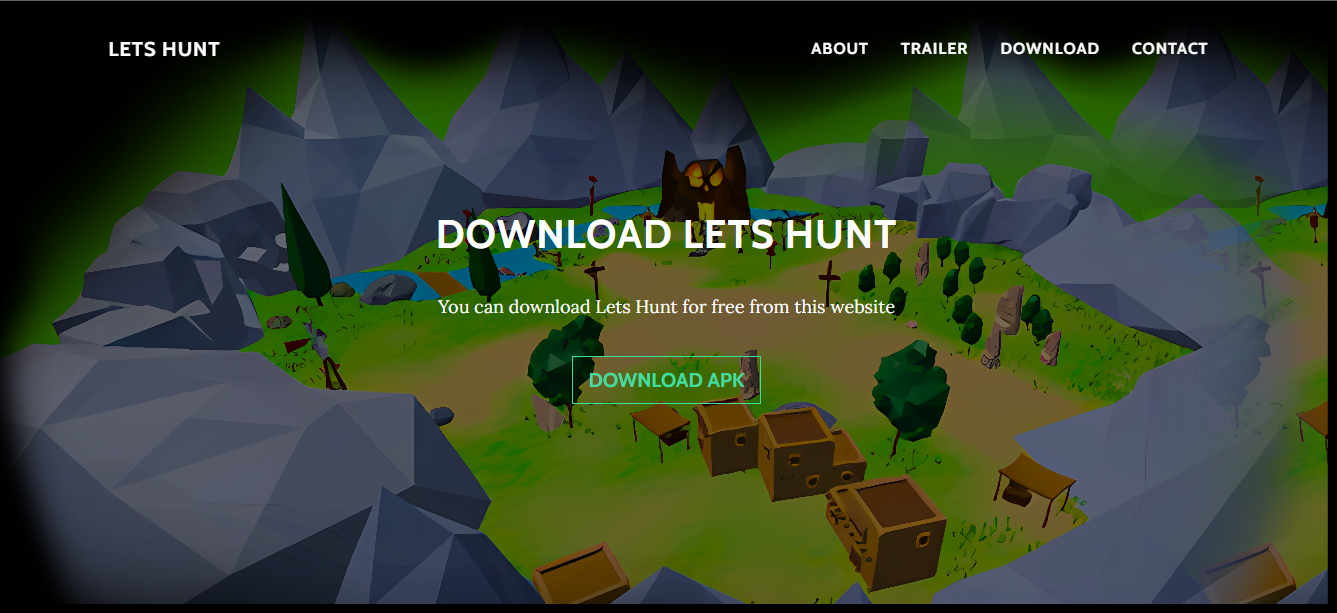 LETS HUNT
ABOUT TRAILER DOWNLOAD CONTACT
DOWNLOAD LETS HUNT
You can download Lets Hunt for free from this website
DOWNLOAD APK